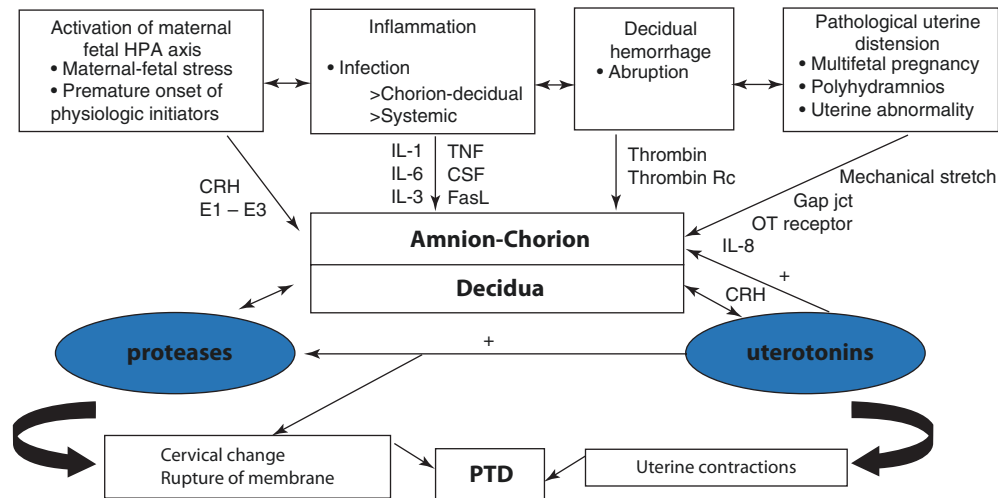 Activation of maternal
fetal HPA axis
• Maternal-fetal stress
• Premature onset of
physiologic initiators
Inflammation
• Infection
>Chorion-decidual
>Systemic
Decidual
hemorrhage
• Abruption
Pathological uterine
distension
• Multifetal pregnancy
• Polyhydramnios
• Uterine abnormality
CRH
E1 – E3
IL-1
IL-6
IL-3
TNF
CSF
FasL
Thrombin
Thrombin Rc
Mechanical stretch
Gap jct
OT receptor
IL-8
Amnion-Chorion
Decidua
+
CRH
proteases
+
uterotonins
Cervical change
Rupture of membrane
PTD
Uterine contractions